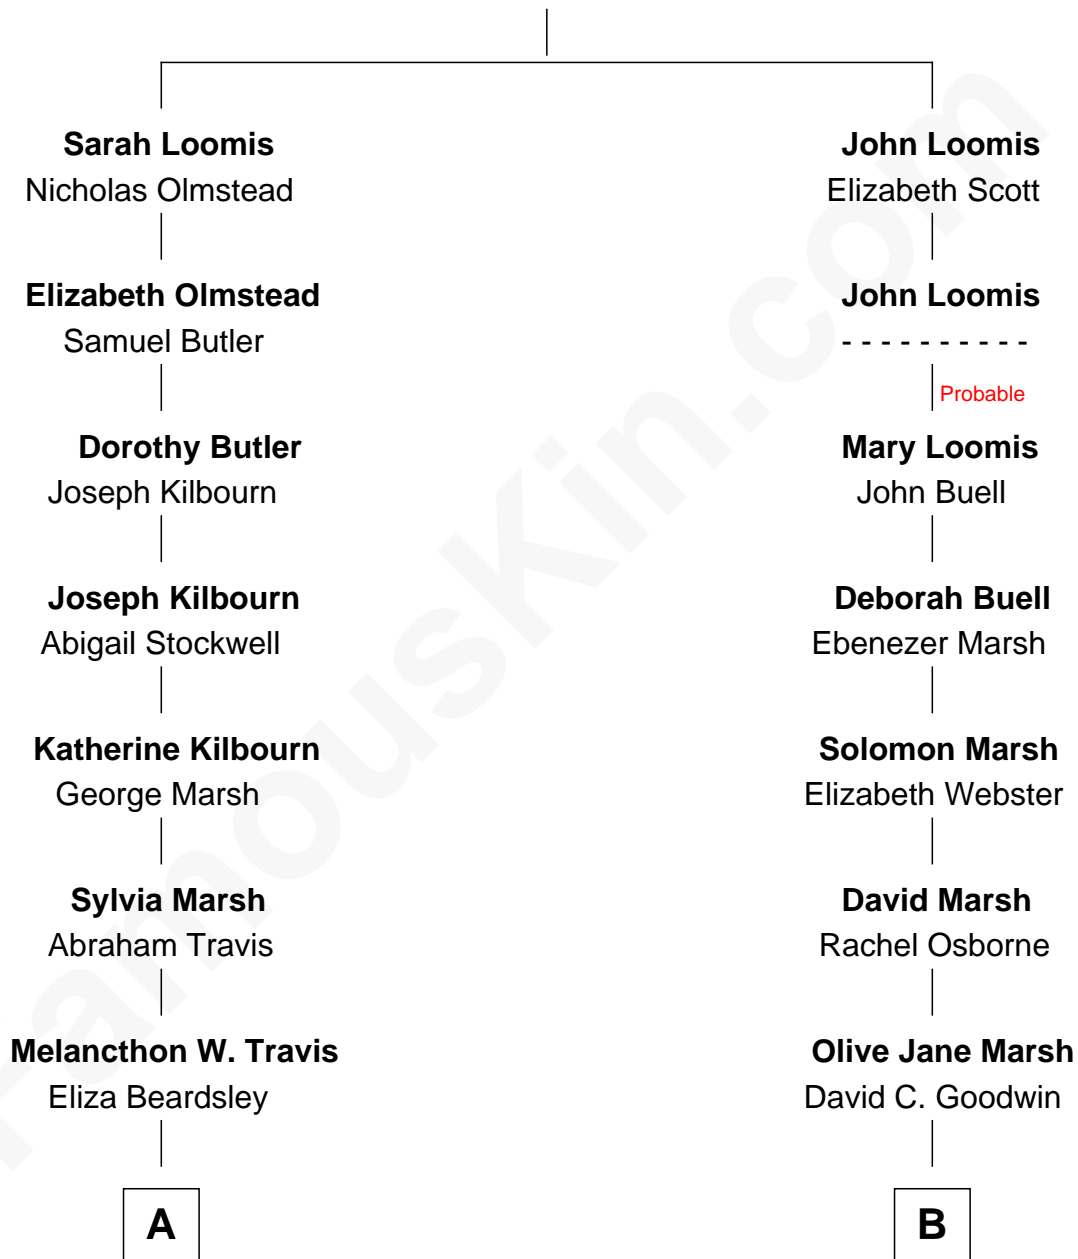 Sarah Loomis
Nicholas Olmstead
John Loomis
Elizabeth Scott
Elizabeth Olmstead
Samuel Butler
John Loomis
- - - - - - - - - -
Probable
Dorothy Butler
Joseph Kilbourn
Mary Loomis
John Buell
Joseph Kilbourn
Abigail Stockwell
Deborah Buell
Ebenezer Marsh
Katherine Kilbourn
George Marsh
Solomon Marsh
Elizabeth Webster
Sylvia Marsh
Abraham Travis
David Marsh
Rachel Osborne
Melancthon W. Travis
Eliza Beardsley
Olive Jane Marsh
David C. Goodwin
A
B
FamousKin.com